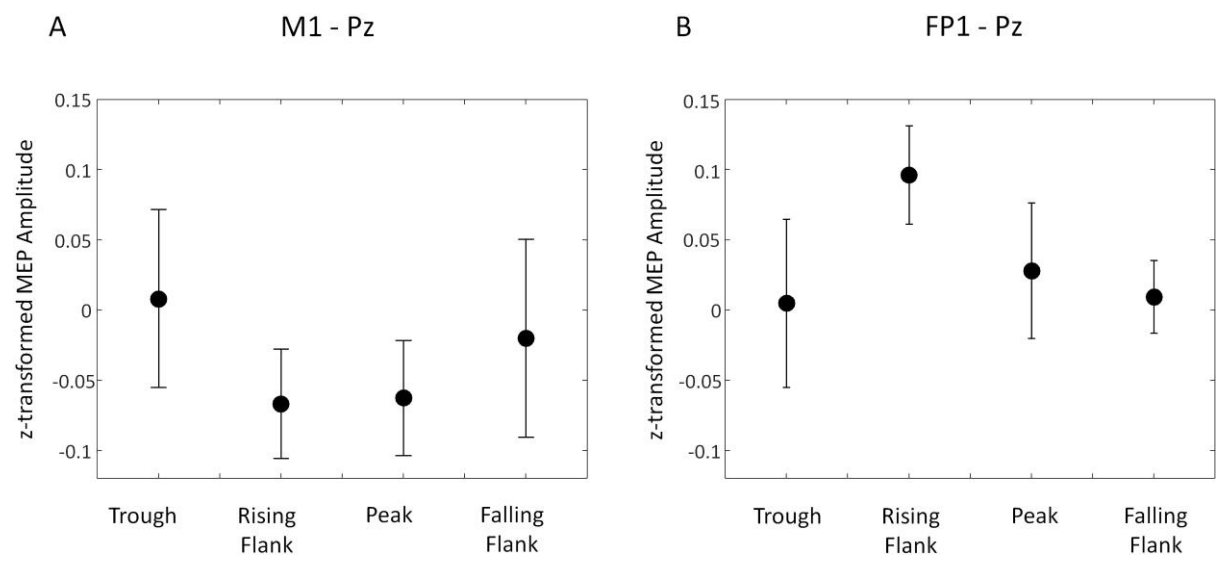 A
M1 - Pz
z-transformed MEP Amplitude
0.15
0.1
0.05
0
-0.05
-0.1
Trough
Rising
Flank
Peak
Falling
Flank
B
FP1 - Pz
z-transformed MEP Amplitude
0.15
0.1
0.05
0
-0.05
-0.1
Trough
Rising
Flank
Peak
Falling
Flank